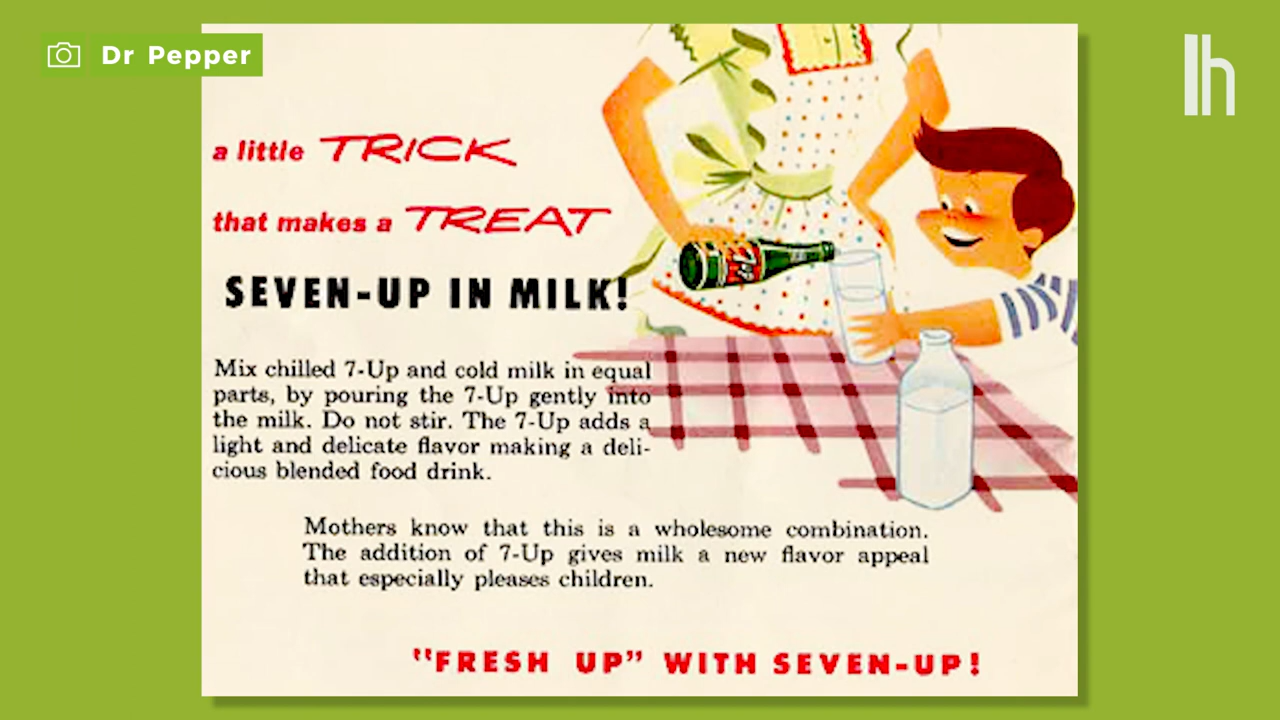 Dr Pepper
lh
a little TRICK
that makes a TREAT
SEVEN-UP IN MILK!
Mix chilled 7-Up and cold milk in equal
parts, by pouring the 7-Up gently into
the milk. Do not stir. The 7-Up adds a
light and delicate flavor making a deli-
cious blended food drink.
Mothers know that this is a wholesome combination.
The addition of 7-Up gives milk a new flavor appeal
that especially pleases children.
"FRESH UP" WITH SEVEN-UP!